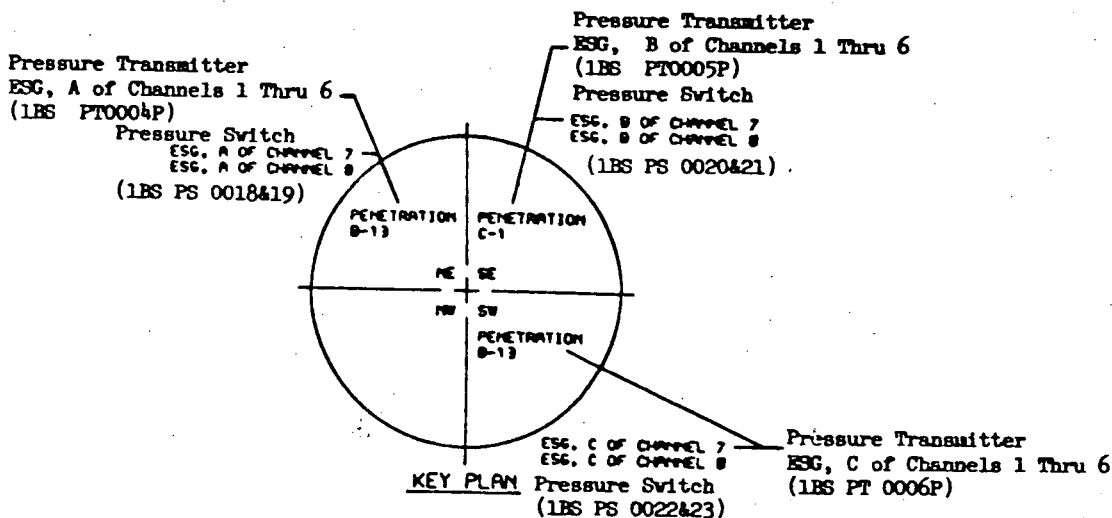 Pressure Transmitter
ESG, A of Channels 1 Thru 6
(1BS PT0004P)
Pressure Switch
ESG, A OF CHANNEL 7
ESG, A OF CHANNEL 8
(1BS PS 0018&19)
Pressure Transmitter
ESG, B of Channels 1 Thru 6
(1BS PT0005P)
Pressure Switch
ESG, B OF CHANNEL 7
ESG, B OF CHANNEL 8
(1BS PS 0020&21)
PENETRATION
B-13
PENETRATION
C-1
NE SE
NW SW
PENETRATION
B-13
ESG, C OF CHANNEL 7
ESG, C OF CHANNEL 8
KEY PLAN
Pressure Switch
(1BS PS 0022&23)
Pressure Transmitter
ESG, C of Channels 1 Thru 6
(1BS PT 0006P)